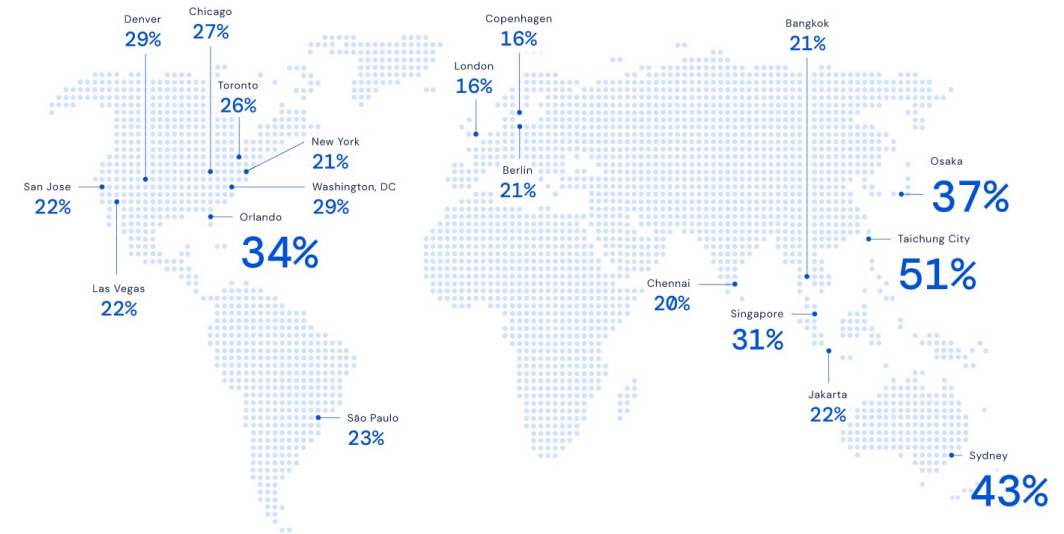 Denver
29%
Chicago
27%
Toronto
26%
New York
21%
San Jose
22%
Washington, DC
29%
Orlando
34%
Las Vegas
22%
São Paulo
23%
Copenhagen
16%
London
16%
Berlin
21%
Bangkok
21%
Osaka
37%
Taichung City
51%
Chennai
20%
Singapore
31%
Jakarta
22%
Sydney
43%